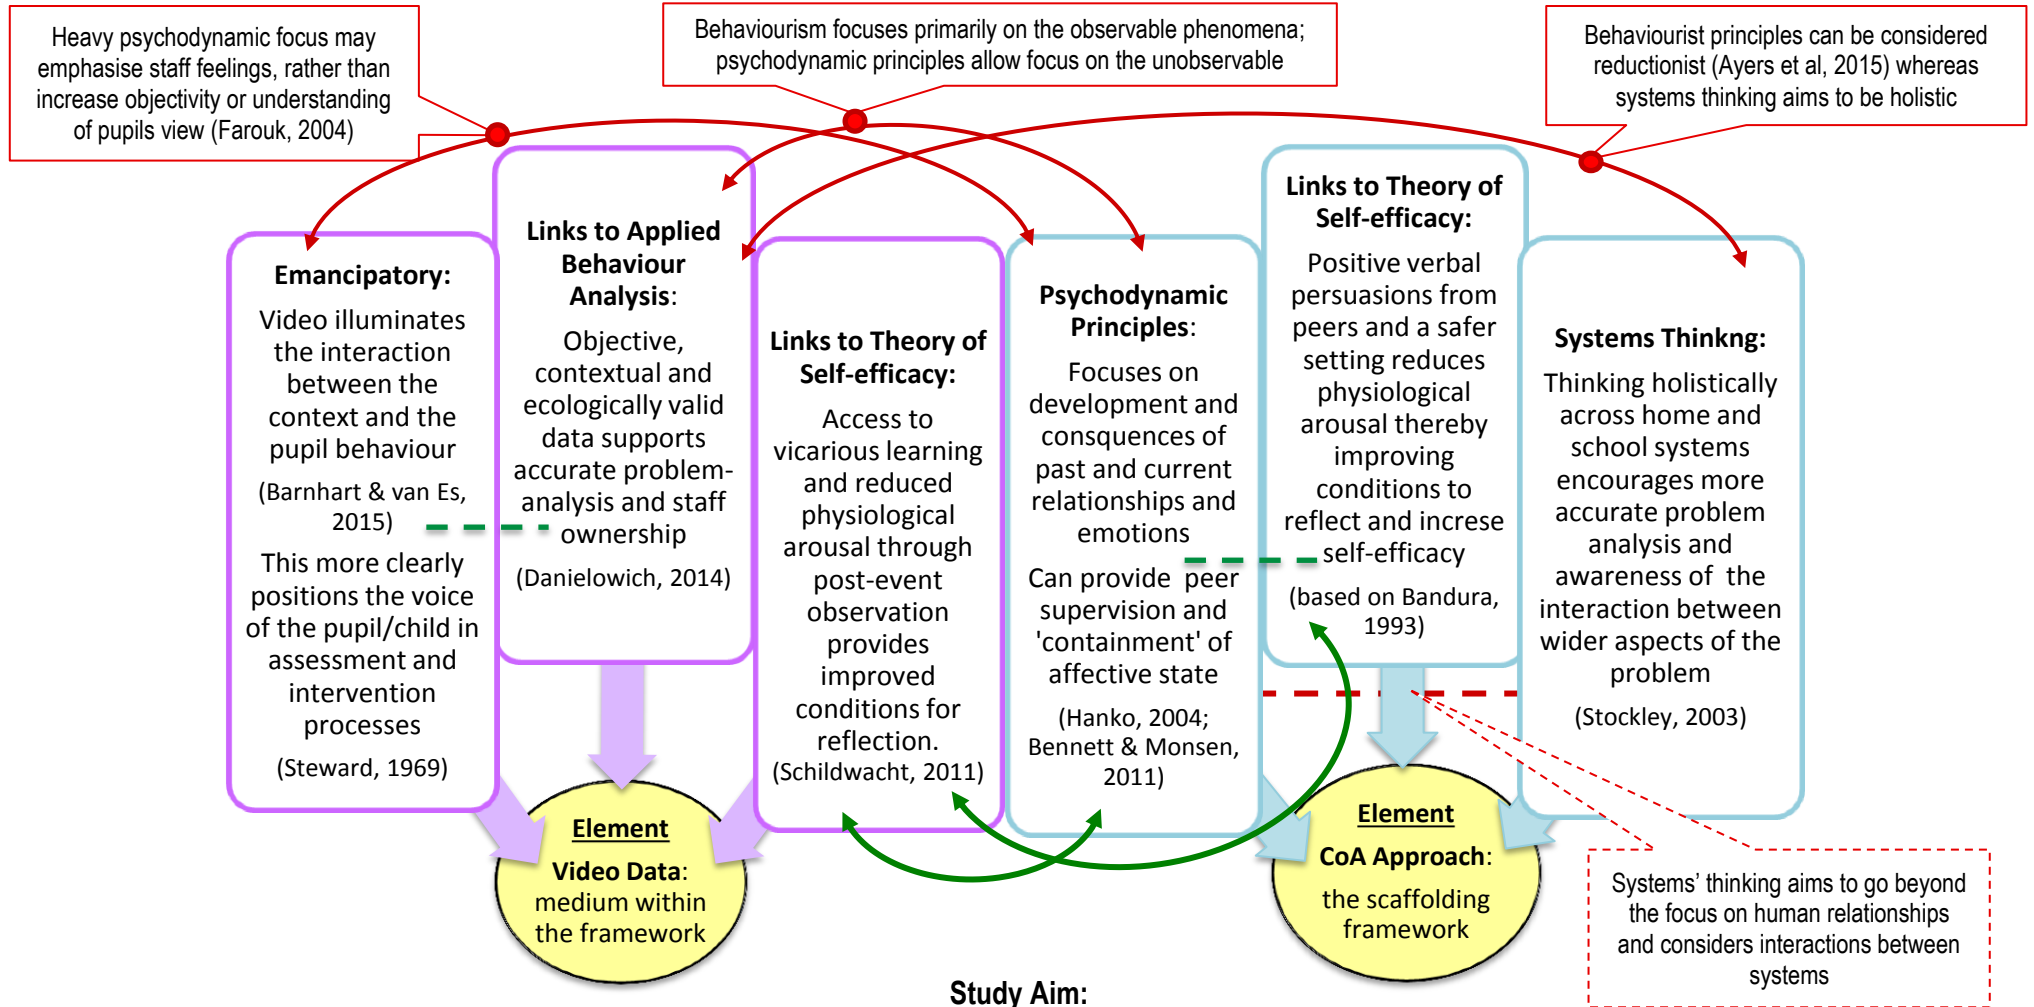 Heavy psychodynamic focus may
emphasise staff feelings, rather than
increase objectivity or understanding
of pupils view (Farouk, 2004)
Behaviourism focuses primarily on the observable phenomena;
psychodynamic principles allow focus on the unobservable
Behaviourist principles can be considered
reductionist (Ayers et al, 2015) whereas
systems thinking aims to be holistic
Emancipatory:
Video illuminates
the interaction
between the
context and the
pupil behaviour
(Barnhart & van Es,
2015)
This more clearly
positions the voice
of the pupil/child in
assessment and
intervention
processes
(Steward, 1969)
Links to Applied
Behaviour
Analysis:
Objective,
contextual and
ecologically valid
data supports
accurate problem-
analysis and staff
ownership
(Danielowich, 2014)
Links to Theory of
Self-efficacy:
Access to
vicarious learning
and reduced
physiological
arousal through
post-event
observation
provides
improved
conditions for
reflection.
(Schildwacht, 2011)
Psychodynamic
Principles:
Focuses on
development and
consquences of
past and current
relationships and
emotions
Can provide peer
supervision and
'containment' of
affective state
(Hanko, 2004;
Bennett & Monsen,
2011)
Links to Theory of
Self-efficacy:
Positive verbal
persuasions from
peers and a safer
setting reduces
physiological
arousal thereby
improving
conditions to
reflect and increse
self-efficacy
(based on Bandura,
1993)
Systems Thinkng:
Thinking holistically
across home and
school systems
encourages more
accurate problem
analysis and
awareness of the
interaction between
wider aspects of the
problem
(Stockley, 2003)
Element
Video Data:
medium within
the framework
Element
CoA Approach:
the scaffolding
framework
Systems' thinking aims to go beyond
the focus on human relationships
and considers interactions between
systems
Study Aim: